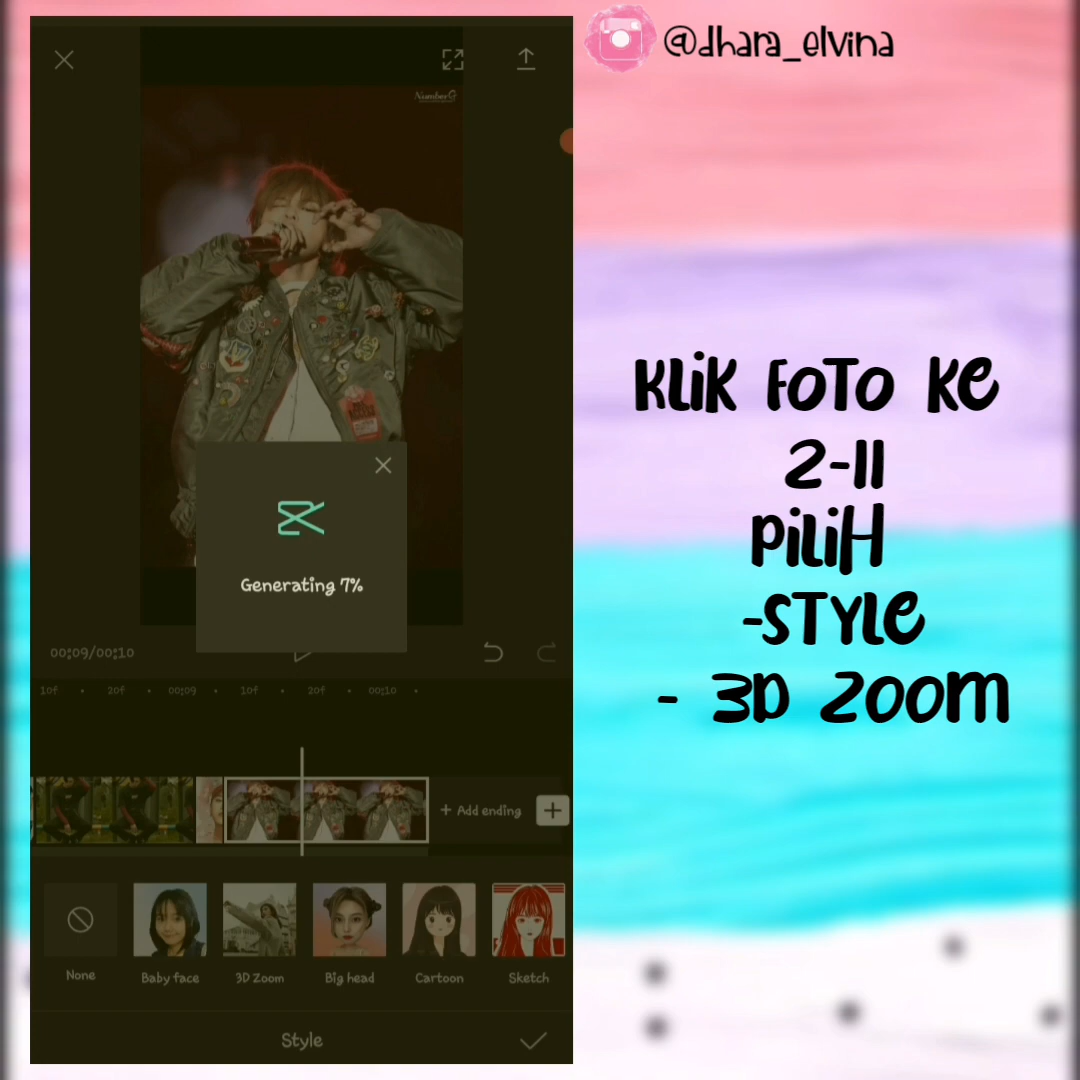 @dhara_elvina
NumberG
Generating 7%
00:09/00:10
10f 20f 00:09 10f 20f 00:10
+ Add ending
None Baby face 3D Zoom Big head Cartoon Sketch
Style
KLiK FOTO KE
2-11
PiLiH
-STYLE
- 3D ZOOM